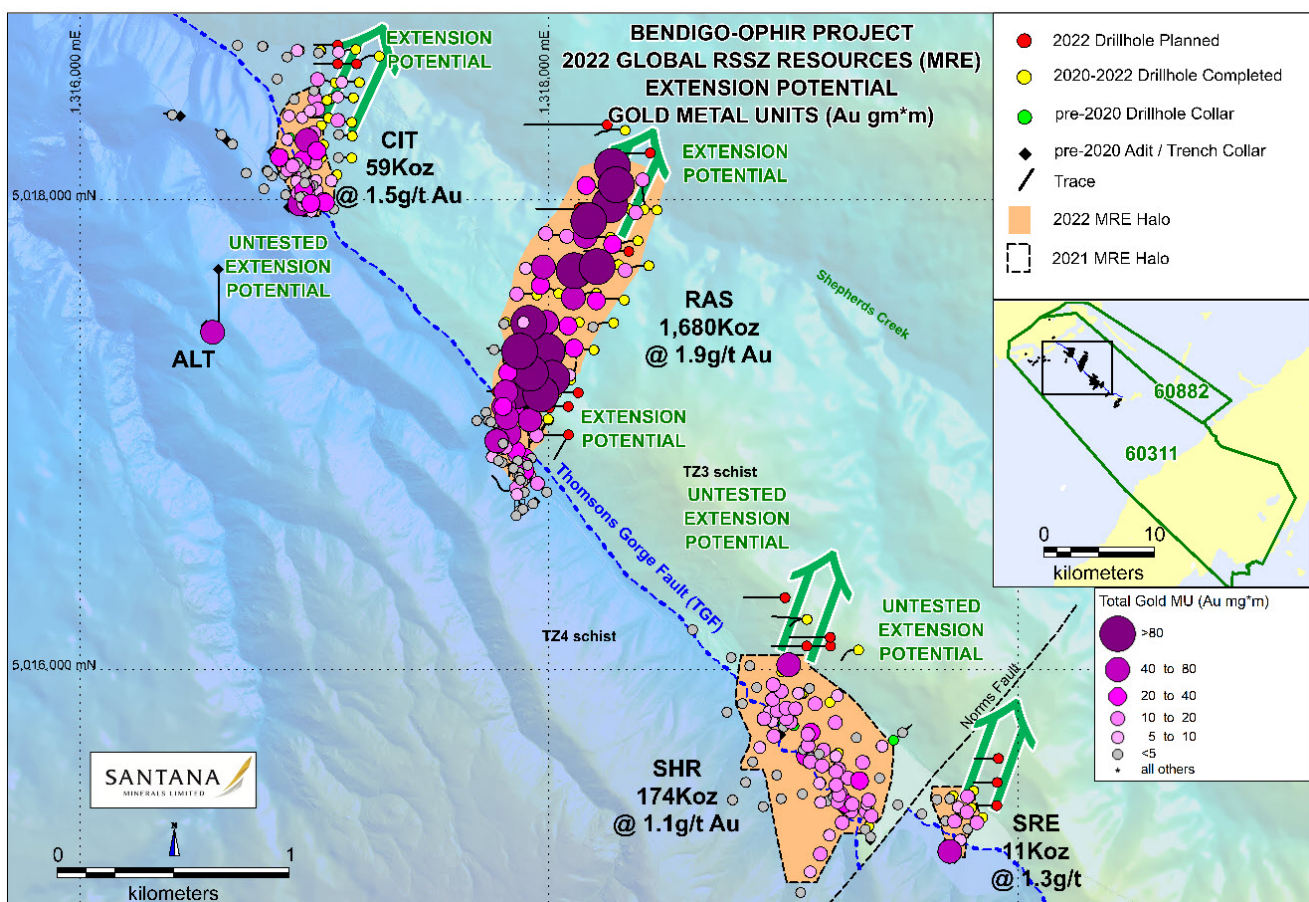 BENDIGO-OPHIR PROJECT
2022 GLOBAL RSSZ RESOURCES (MRE)
EXTENSION POTENTIAL
GOLD METAL UNITS (Au gm*m)
1,316,000 mE
1,318,000 mE
5,018,000 mN
5,016,000 mN
EXTENSION
POTENTIAL
CIT
59Koz
@ 1.5g/t Au
UNTESTED
EXTENSION
POTENTIAL
ALT
EXTENSION
POTENTIAL
RAS
1,680Koz
@ 1.9g/t Au
Shepherds Creek
EXTENSION
POTENTIAL
TZ3 schist
UNTESTED
EXTENSION
POTENTIAL
Thomsons Gorge Fault (TGF)
TZ4 schist
UNTESTED
EXTENSION
POTENTIAL
Norms Fault
SHR
174Koz
@ 1.1g/t Au
SRE
11Koz
@ 1.3g/t
SANTANA
MINERALS LIMITED
N
0 1
kilometers
2022 Drillhole Planned
2020-2022 Drillhole Completed
pre-2020 Drillhole Collar
pre-2020 Adit / Trench Collar
Trace
2022 MRE Halo
2021 MRE Halo
60882
60311
0 10
kilometers
Total Gold MU (Au mg*m)
>80
40 to 80
20 to 40
10 to 20
5 to 10
<5
all others